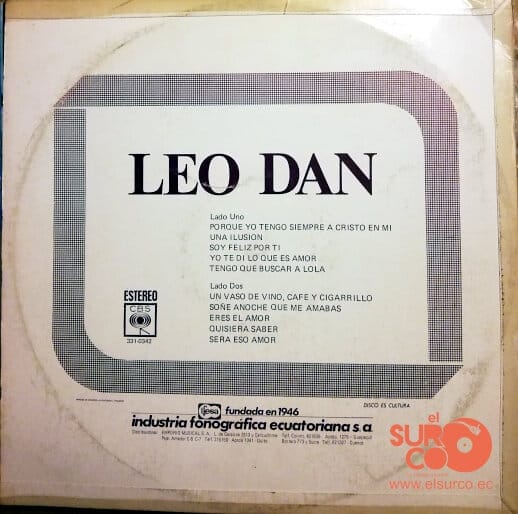 LEO DAN
Lado Uno
PORQUE YO TENGO SIEMPRE A CRISTO EN MI
UNA ILUSION
SOY FELIZ POR TI
YO TE DI LO QUE ES AMOR
TENGO QUE BUSCAR A LOLA
Lado Dos
UN VASO DE VINO, CAFE Y CIGARRILLO
SOÑE ANOCHE QUE ME AMABAS
ERES EL AMOR
QUISIERA SABER
SERA ESO AMOR
ESTEREO
CBS
331-0342
DISCO ES CULTURA
ifesa fundada en 1946
industria fonográfica ecuatoriana s.a.
el
SURCO
www.elsurco.ec